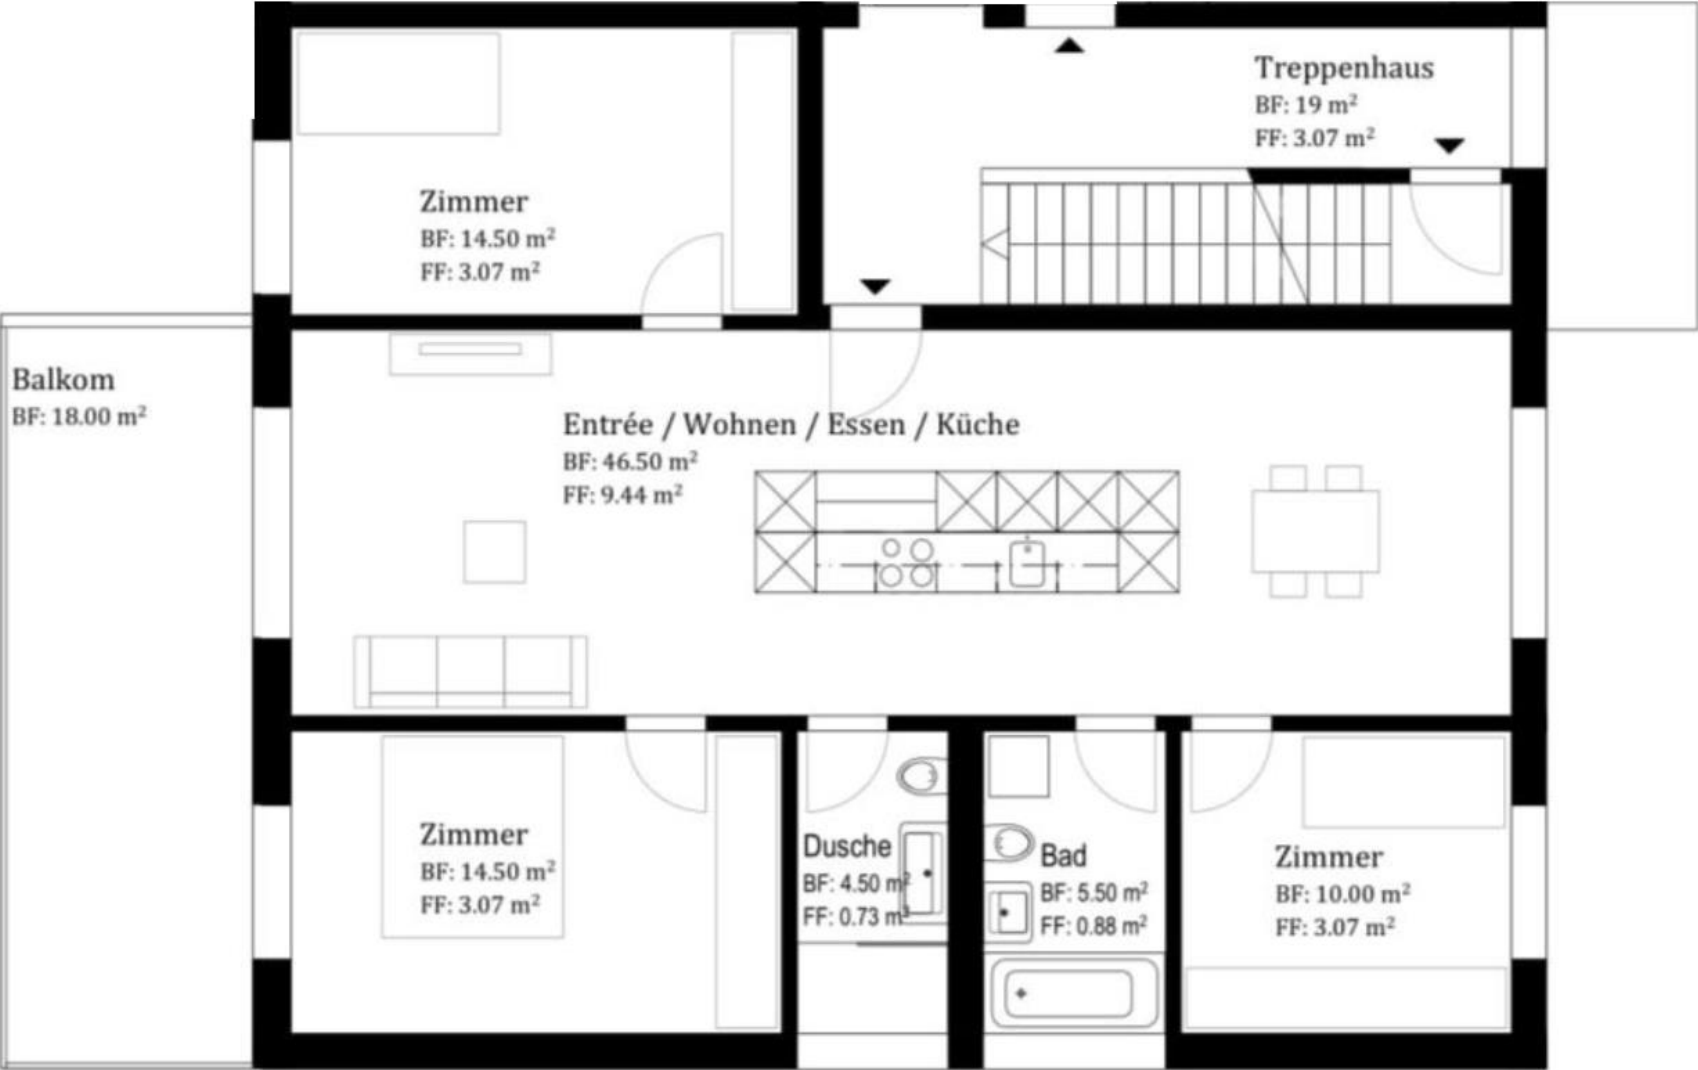 Treppenhaus
BF: 19 m²
FF: 3.07 m²
Zimmer
BF: 14.50 m²
FF: 3.07 m²
Balkom
BF: 18.00 m²
Entrée / Wohnen / Essen / Küche
BF: 46.50 m²
FF: 9.44 m²
Zimmer
BF: 14.50 m²
FF: 3.07 m²
Dusche
BF: 4.50 m²
FF: 0.73 m²
Bad
BF: 5.50 m²
FF: 0.88 m²
Zimmer
BF: 10.00 m²
FF: 3.07 m²